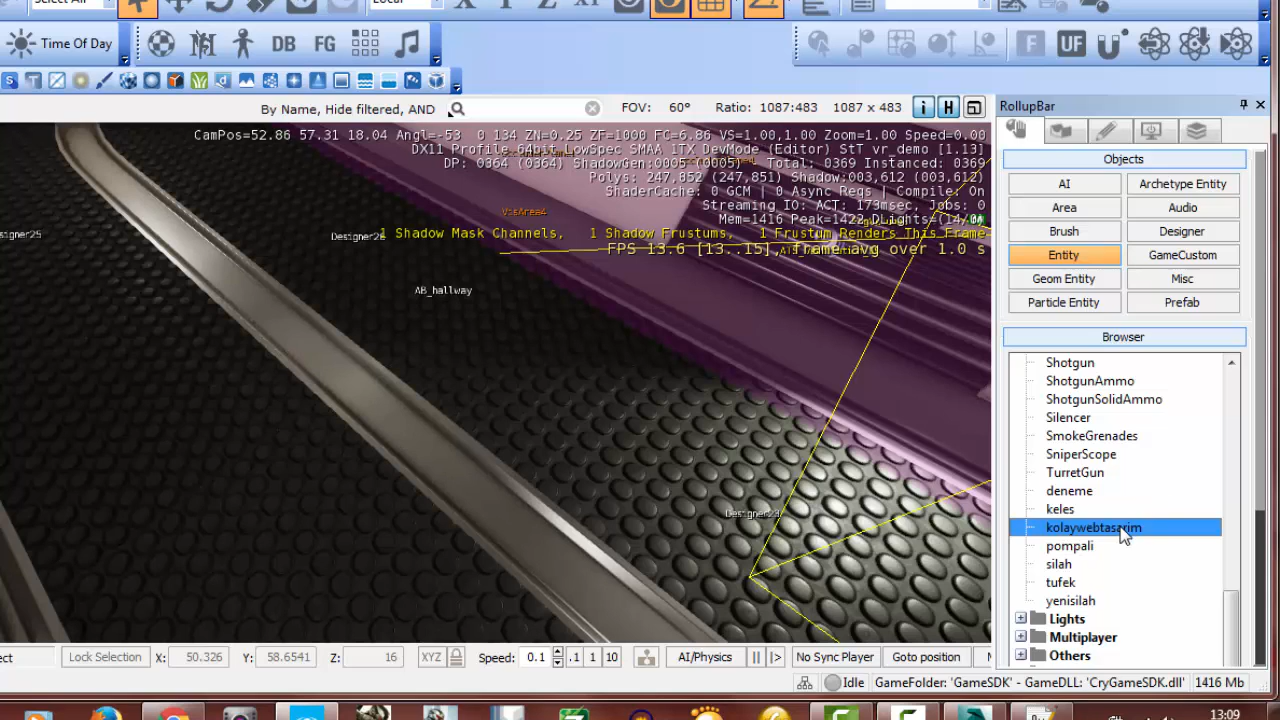 Select All
Local
X Y Z XY
Time Of Day
DB FG
F UF
By Name, Hide filtered, AND
FOV: 60° Ratio: 1087:483 1087 x 483
i H
RollupBar
CamPos=52.86 57.31 18.04 Angl=-53 0 134 ZN=0.25 ZF=1000 FC=6.86 VS=1.00,1.00 Zoom=1.00 Speed=0.00
DX11 Profile 64bit LowSpec SMAA 1TX DevMode (Editor) StT vr_demo [1.13]
DP: 0364 (0364) ShadowGen:0005 (0005) Total: 0369 Instanced: 0369
Polys: 247,852 (247,851) Shadow:003,612 (003,612)
ShaderCache: 0 GCM | 0 Async Reqs | Compile: On
Streaming IO: ACT: 173msec, Jobs: 0
Mem=1416 Peak=1422 DLights=(14/0)
VisArea4
1 Shadow Mask Channels, 1 Shadow Frustums, 1 Frustum Renders This Frame
FPS 13.6 [13..15], frame avg over 1.0 s
signer25
Designer26
AB_hallway
Designer23
Objects
AI
Archetype Entity
Area
Audio
Brush
Designer
Entity
GameCustom
Geom Entity
Misc
Particle Entity
Prefab
Browser
Shotgun
ShotgunAmmo
ShotgunSolidAmmo
Silencer
SmokeGrenades
SniperScope
TurretGun
deneme
keles
kolaywebtasarim
pompali
silah
tufek
yenisilah
Lights
Multiplayer
Others
ect
Lock Selection X: 50.326 Y: 58.6541 Z: 16 XYZ Speed: 0.1 .1 1 10 AI/Physics || |> No Sync Player Goto position
Idle GameFolder: 'GameSDK' - GameDLL: 'CryGameSDK.dll' 1416 Mb
13:09